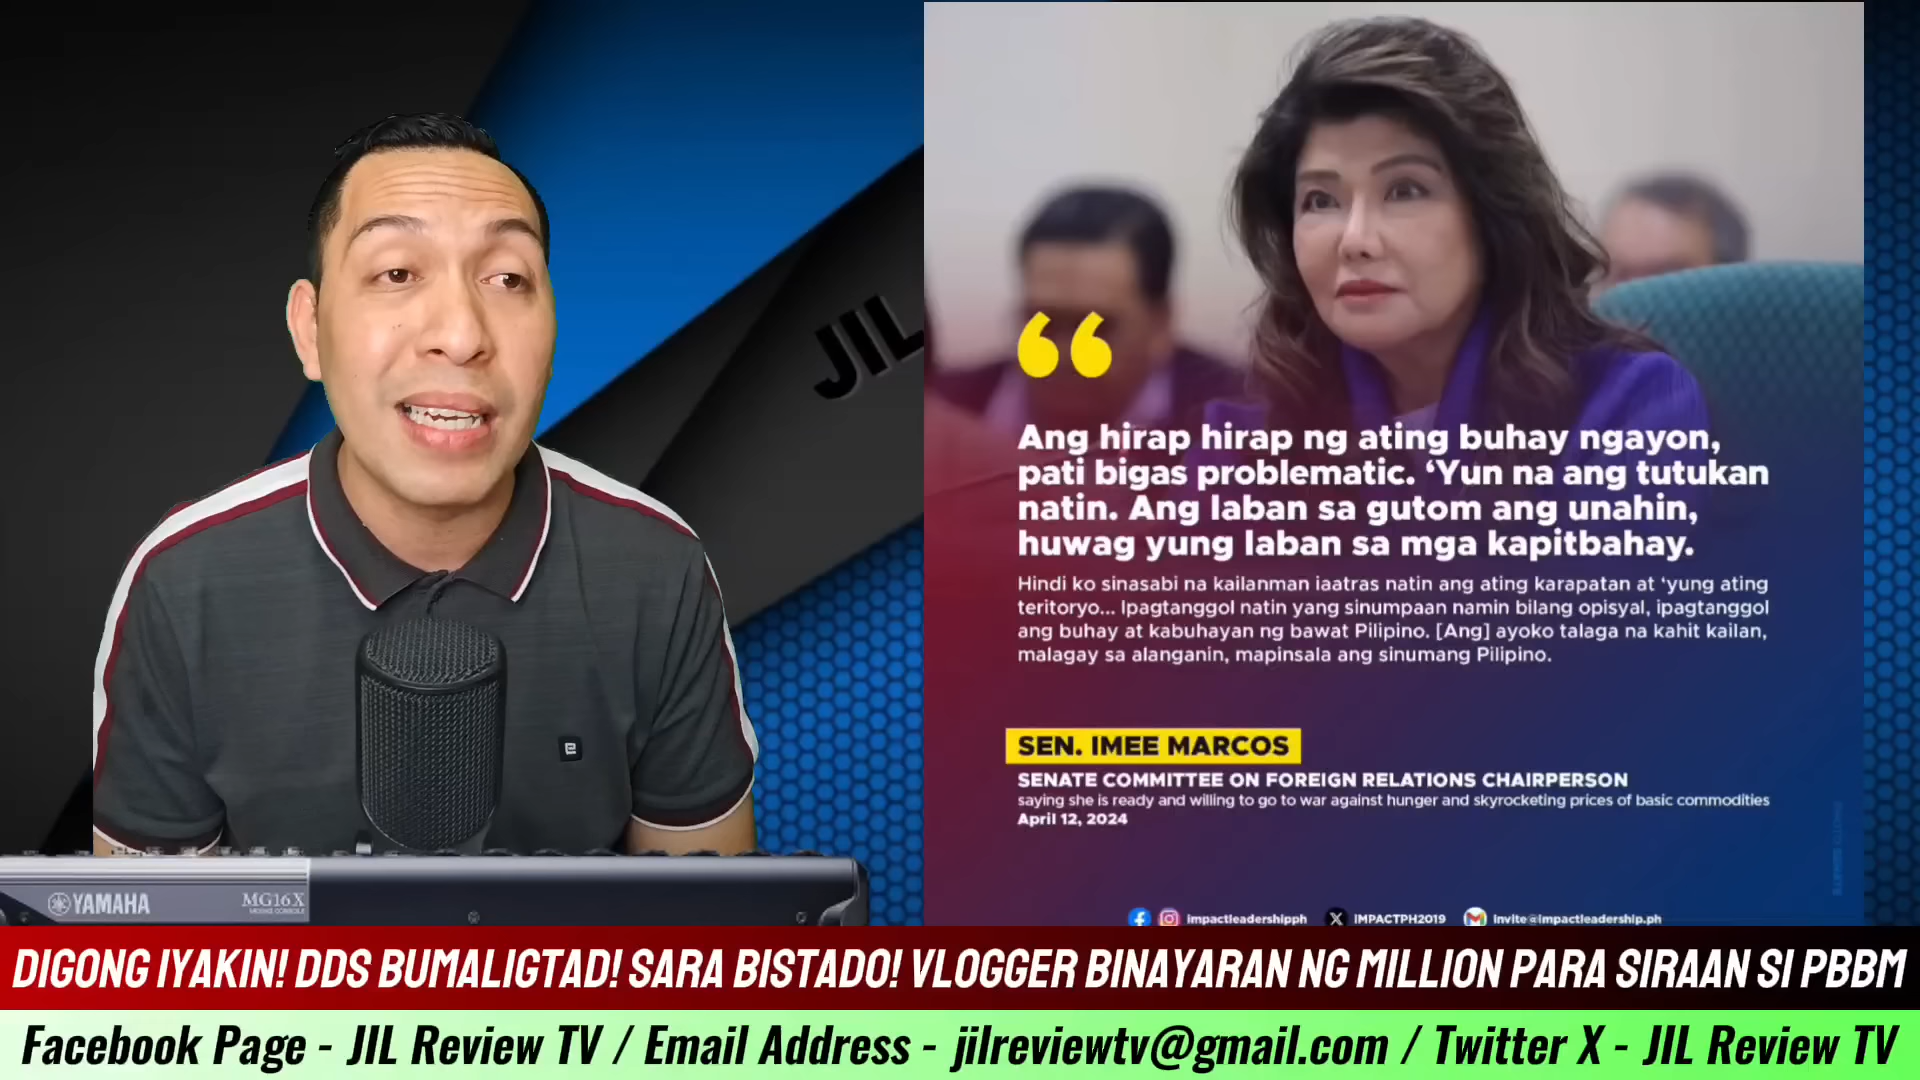 JIL
Ang hirap hirap ng ating buhay ngayon,
pati bigas problematic. ‘Yun na ang tutukan
natin. Ang laban sa gutom ang unahin,
huwag yung laban sa mga kapitbahay.
Hindi ko sinasabi na kailanman iaatras natin ang ating karapatan at ‘yung ating
teritoryo... Ipagtanggol natin yang sinumpaan namin bilang opisyal, ipagtanggol
ang buhay at kabuhayan ng bawat Pilipino. [Ang] ayoko talaga na kahit kailan,
malagay sa alanganin, mapinsala ang sinumang Pilipino.
SEN. IMEE MARCOS
SENATE COMMITTEE ON FOREIGN RELATIONS CHAIRPERSON
saying she is ready and willing to go to war against hunger and skyrocketing prices of basic commodities
April 12, 2024
impactleadershipph IMPACTPH2019 invite@impactleadership.ph
YAMAHA MG16X
MIXING CONSOLE
DIGONG IYAKIN! DDS BUMALIGTAD! SARA BISTADO! VLOGGER BINAYARAN NG MILLION PARA SIRAAN SI PBBM
Facebook Page - JIL Review TV / Email Address - jilreviewtv@gmail.com / Twitter X - JIL Review TV